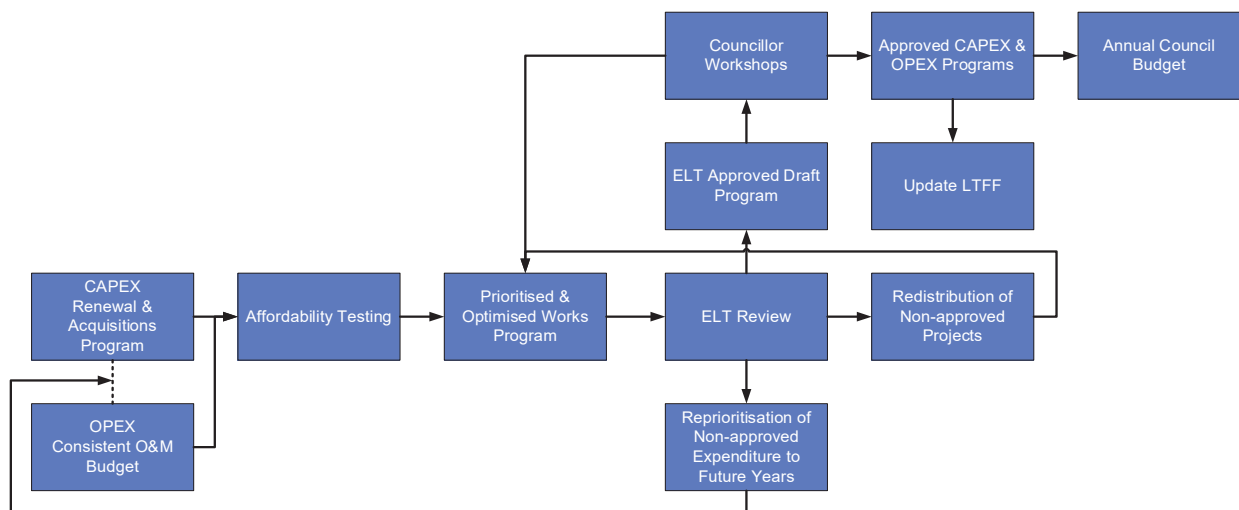 Councillor
Workshops
Approved CAPEX &
OPEX Programs
Annual Council
Budget
ELT Approved Draft
Program
Update LTFF
CAPEX
Renewal &
Acquisitions
Program
Affordability Testing
Prioritised &
Optimised Works
Program
ELT Review
Redistribution of
Non-approved
Projects
OPEX
Consistent O&M
Budget
Reprioritisation of
Non-approved
Expenditure to
Future Years